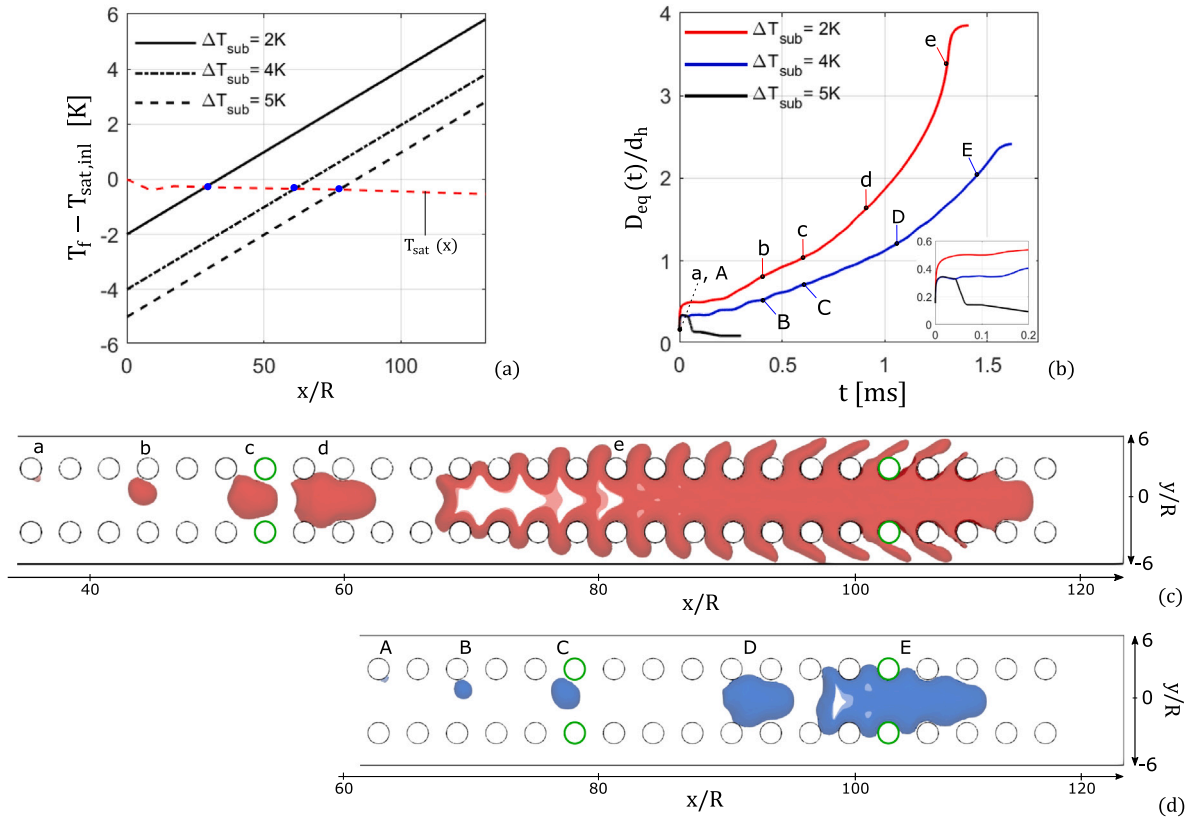 6
4
2
0
-2
-4
-6
T_f − T_sat,inl [K]
ΔT_sub = 2K
ΔT_sub = 4K
ΔT_sub = 5K
T_sat (x)
0
50
100
x/R
(a)
4
3
2
1
0
D_eq(t)/d_h
ΔT_sub = 2K
ΔT_sub = 4K
ΔT_sub = 5K
e
E
d
D
c
b
a, A
B
C
0.6
0.4
0.2
0
0
0.1
0.2
0
0.5
1
1.5
t [ms]
(b)
a
b
c
d
e
6
0
-6
y/R
40
60
80
100
120
x/R
(c)
A
B
C
D
E
6
0
-6
y/R
60
80
100
120
x/R
(d)